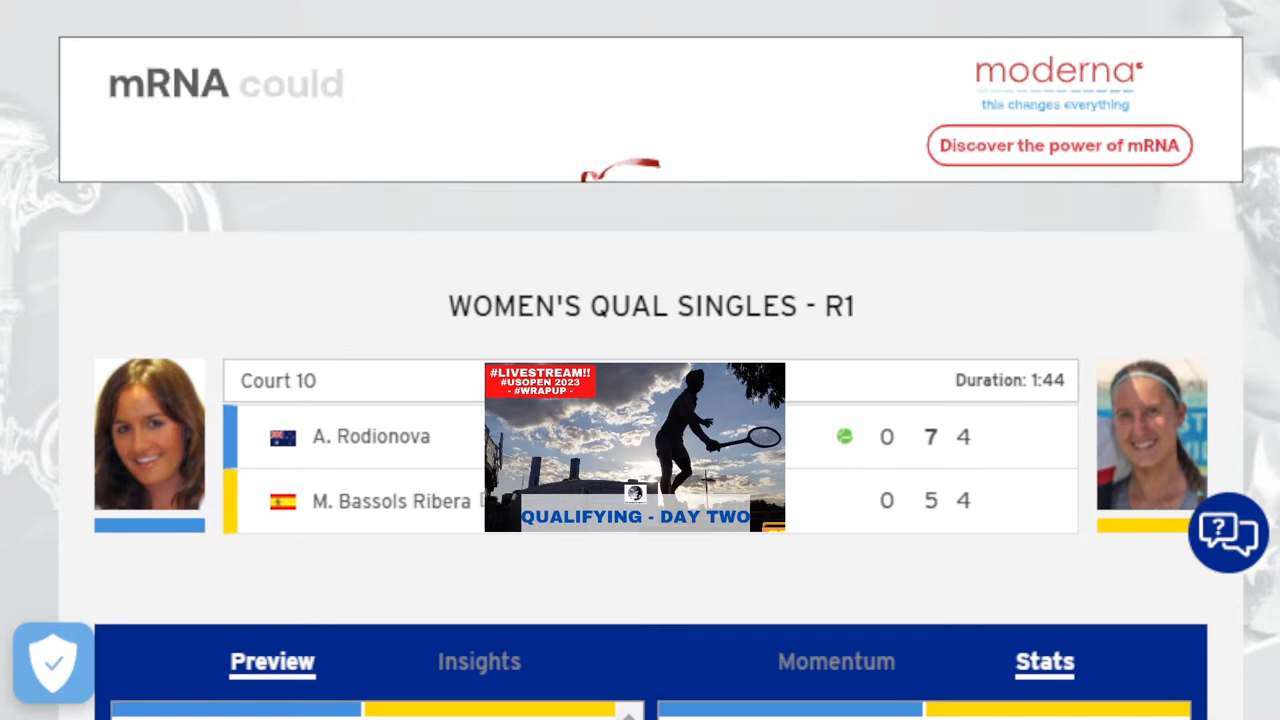 mRNA could
moderna
this changes everything
Discover the power of mRNA
WOMEN'S QUAL SINGLES - R1
Court 10
Duration: 1:44
#LIVESTREAM!!
#USOPEN 2023
- #WRAPUP -
A. Rodionova 0 7 4
M. Bassols Ribera 0 5 4
QUALIFYING - DAY TWO
?
Preview Insights Momentum Stats